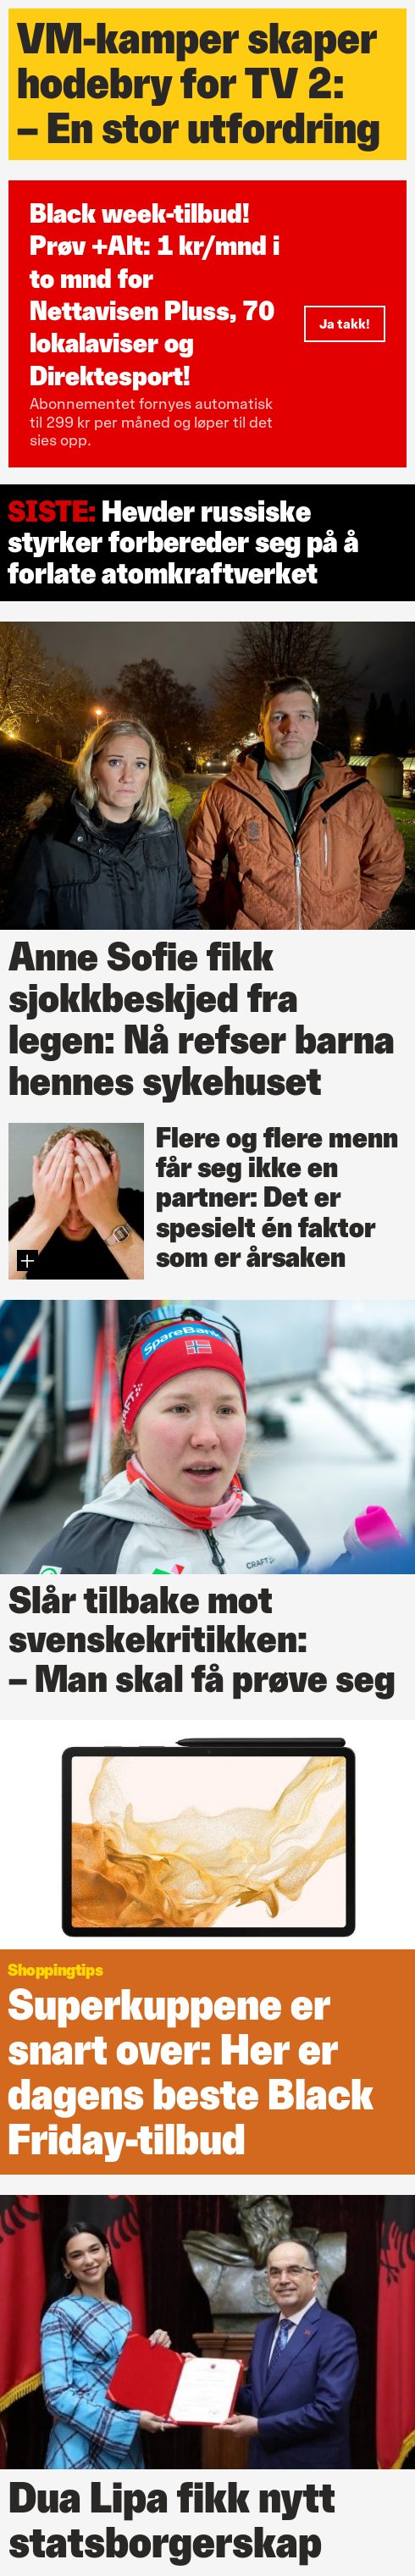 VM-kamper skaper
hodebry for TV 2:
– En stor utfordring
Black week-tilbud!
Prøv +Alt: 1 kr/mnd i
to mnd for
Nettavisen Pluss, 70
lokalaviser og
Direktesport!
Ja takk!
Abonnementet fornyes automatisk
til 299 kr per måned og løper til det
sies opp.
SISTE: Hevder russiske
styrker forbereder seg på å
forlate atomkraftverket
Anne Sofie fikk
sjokkbeskjed fra
legen: Nå refser barna
hennes sykehuset
Flere og flere menn
får seg ikke en
partner: Det er
spesielt én faktor
som er årsaken
SpareBank
CRAFT
Slår tilbake mot
svenskekritikken:
– Man skal få prøve seg
Shoppingtips
Superkuppene er
snart over: Her er
dagens beste Black
Friday-tilbud
Dua Lipa fikk nytt
statsborgerskap